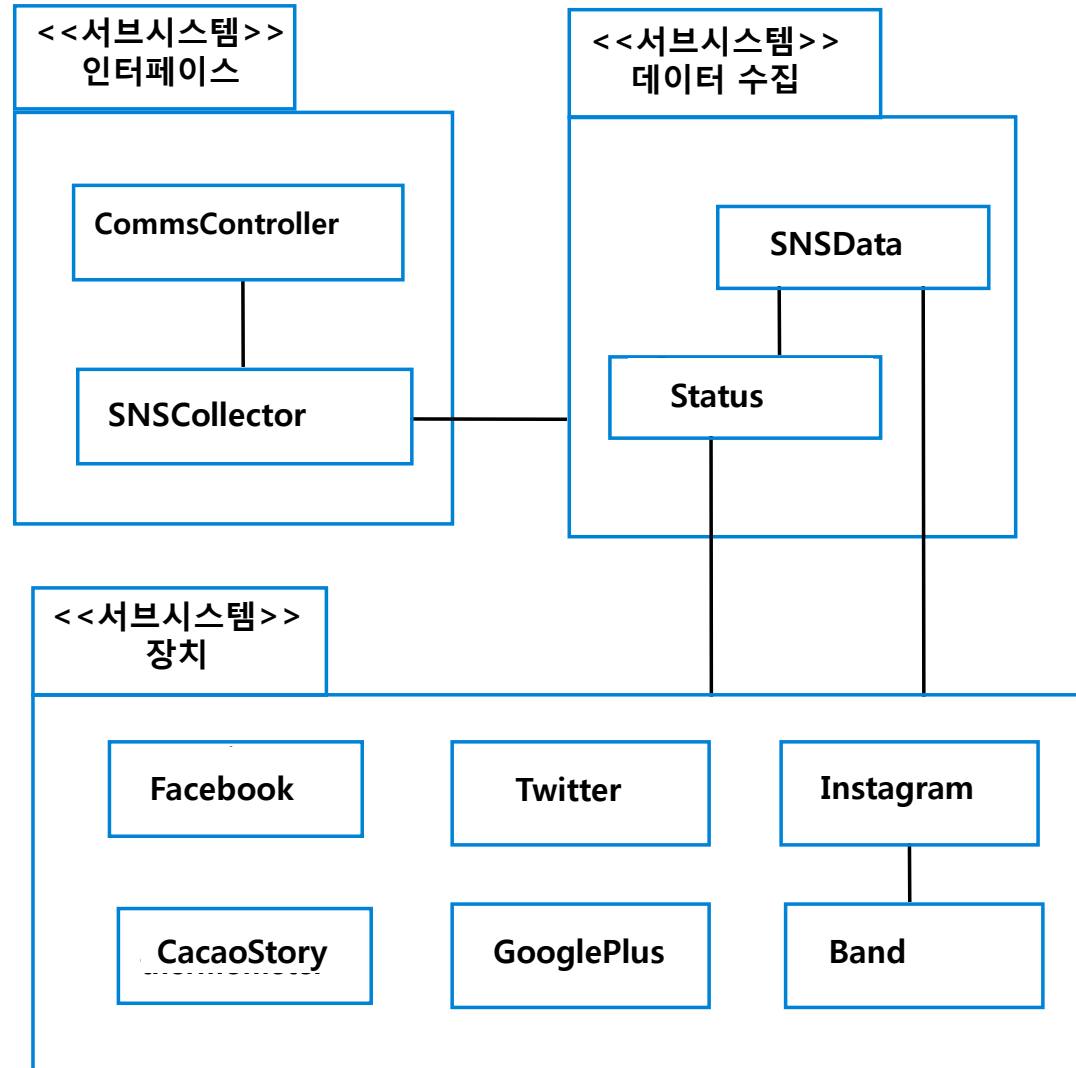 <<서브시스템>>
인터페이스
<<서브시스템>>
데이터 수집
CommsController
SNSData
SNSCollector
Status
<<서브시스템>>
장치
Facebook
Twitter
Instagram
CacaoStory
GooglePlus
Band